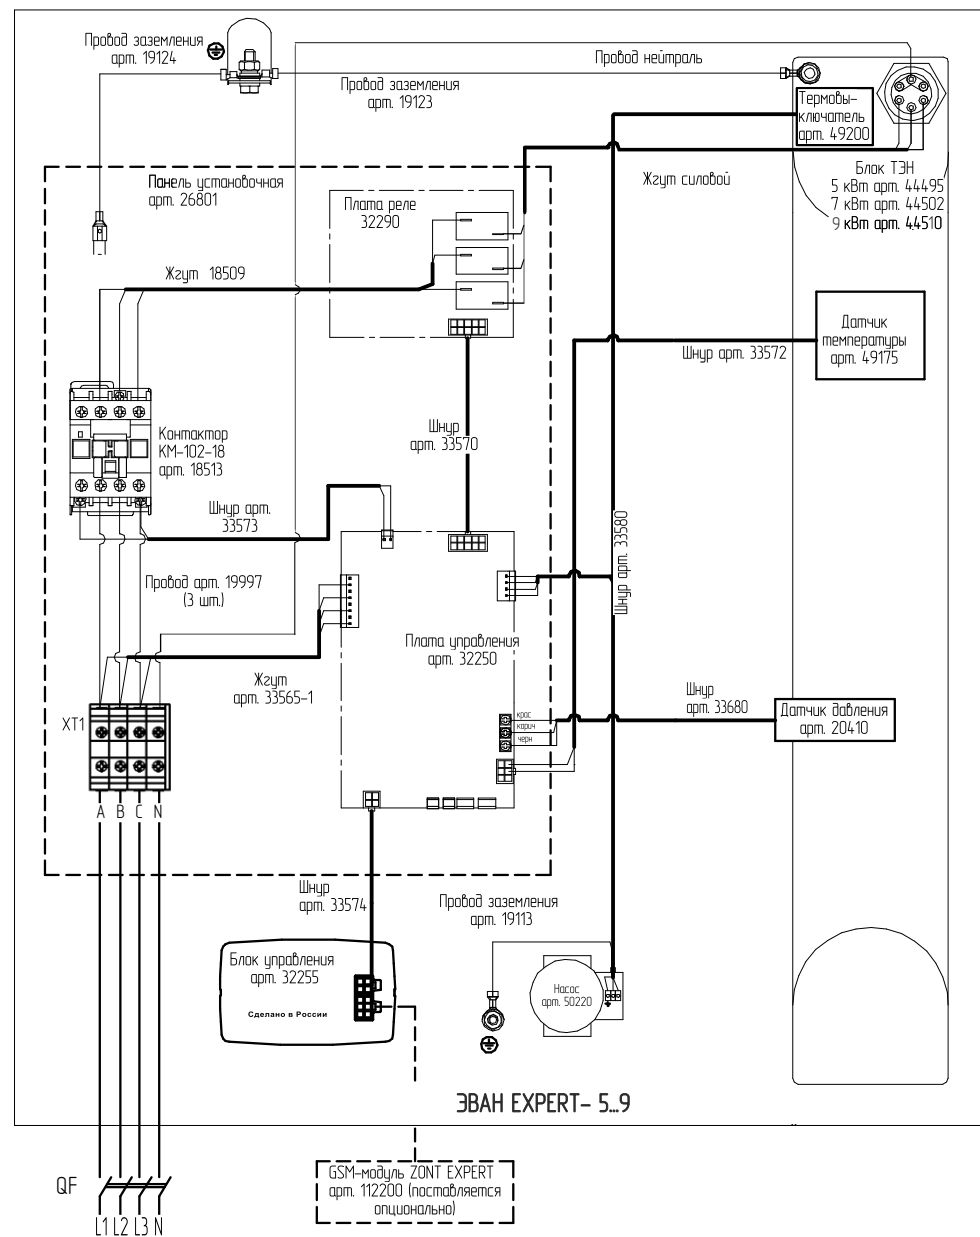 Провод заземления
арт. 19124
Провод нейтраль
Провод заземления
арт. 19123
Термовы-
ключатель
арт. 49200
Жгут силовой
Блок ТЭН
5 кВт арт. 44495
7 кВт арт. 44502
9 кВт арт. 44510
Панель установочная
арт. 26801
Плата реле
32290
Жгут 18509
Датчик
температуры
арт. 49175
Шнур арт. 33572
Шнур
арт. 33570
Контактор
КМ-102-18
арт. 18513
Шнур арт.
33573
Шнур арт. 33580
Провод арт. 19997
(3 шт.)
Плата управления
арт. 32250
Жгут
арт. 33565-1
Шнур
арт. 33680
Датчик давления
арт. 20410
крас
карич
черн
XT1
A B C N
Шнур
арт. 33574
Провод заземления
арт. 19113
Блок управления
арт. 32255
Сделано в России
Насос
арт. 50220
ЭВАН EXPERT- 5...9
GSM-модуль ZONT EXPERT
арт. 112200 (поставляется
опционально)
QF
L1 L2 L3 N